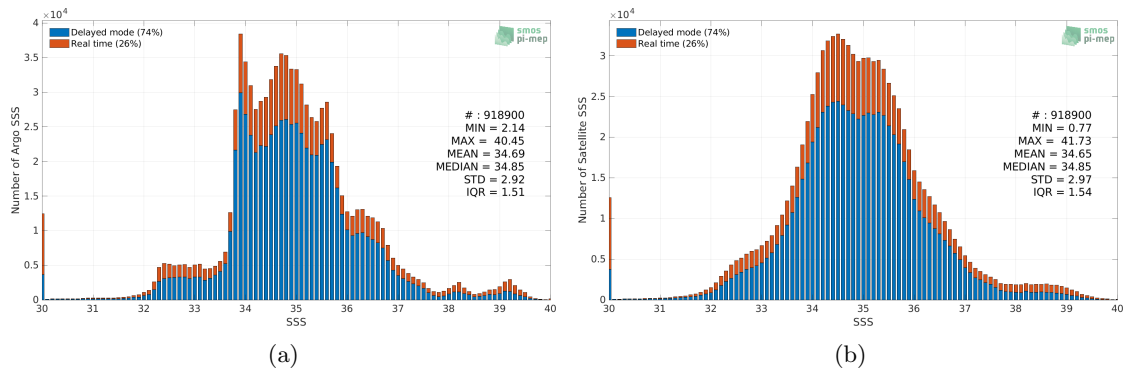 ×10⁴
Delayed mode (74%)
Real time (26%)
smos
pi-mep
# : 918900
MIN = 2.14
MAX = 40.45
MEAN = 34.69
MEDIAN = 34.85
STD = 2.92
IQR = 1.51
Number of Argo SSS
4
3.5
3
2.5
2
1.5
1
0.5
0
30 31 32 33 34 35 36 37 38 39 40
SSS
(a)
×10⁴
Delayed mode (74%)
Real time (26%)
smos
pi-mep
# : 918900
MIN = 0.77
MAX = 41.73
MEAN = 34.65
MEDIAN = 34.85
STD = 2.97
IQR = 1.54
Number of Satellite SSS
3
2.5
2
1.5
1
0.5
0
30 31 32 33 34 35 36 37 38 39 40
SSS
(b)